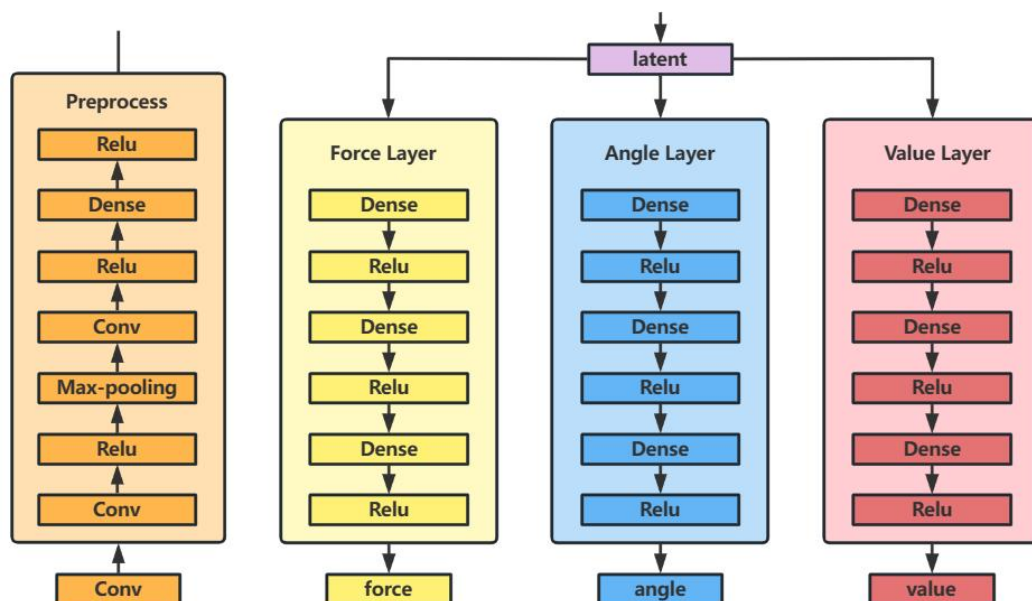 latent
Preprocess
Relu
Dense
Relu
Conv
Max-pooling
Relu
Conv
Conv
Force Layer
Dense
Relu
Dense
Relu
Dense
Relu
force
Angle Layer
Dense
Relu
Dense
Relu
Dense
Relu
angle
Value Layer
Dense
Relu
Dense
Relu
Dense
Relu
value